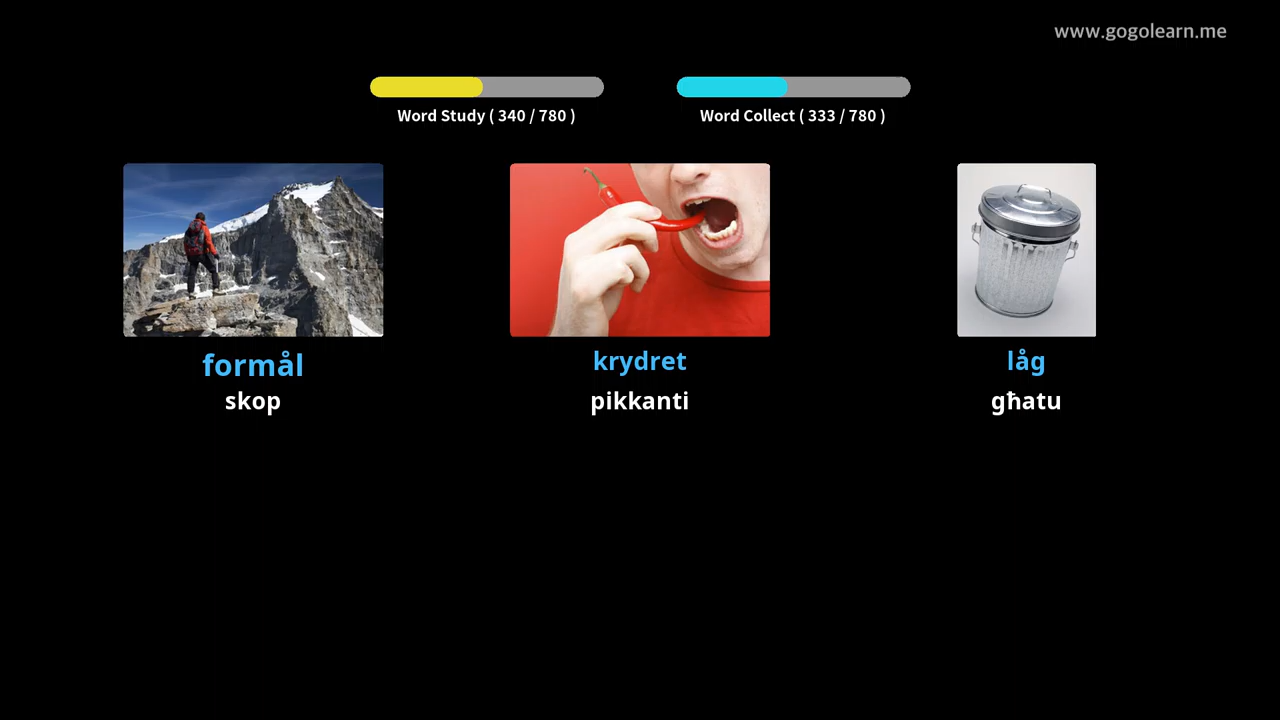 www.gogolearn.me
Word Study ( 340 / 780 )
Word Collect ( 333 / 780 )
formål
krydret
låg
skop
pikkanti
għatu